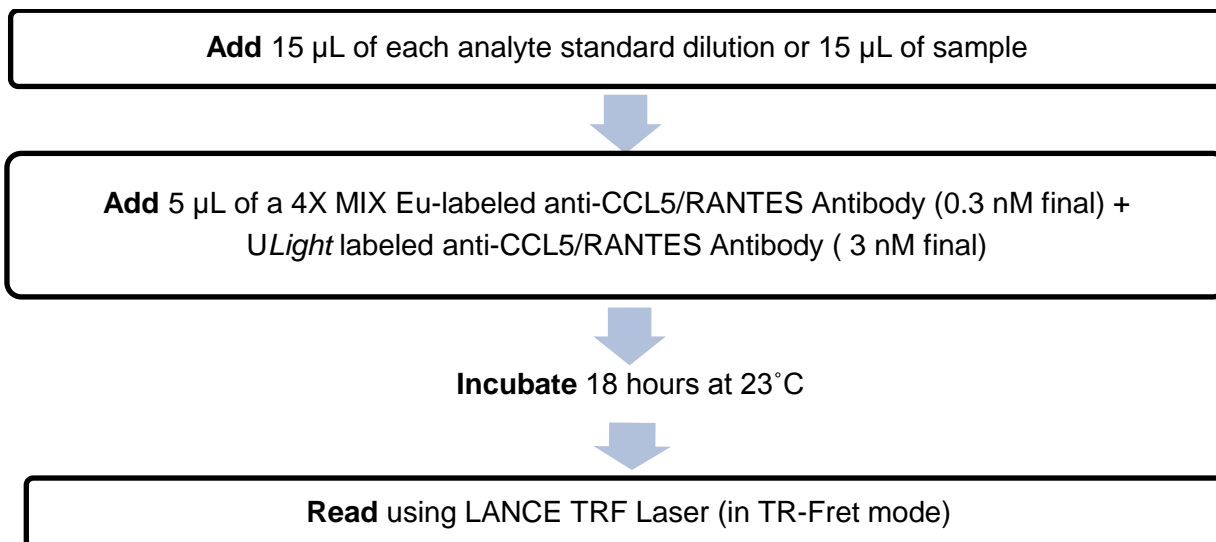 Add 15 µL of each analyte standard dilution or 15 µL of sample
Add 5 µL of a 4X MIX Eu-labeled anti-CCL5/RANTES Antibody (0.3 nM final) +
ULight labeled anti-CCL5/RANTES Antibody ( 3 nM final)
Incubate 18 hours at 23˚C
Read using LANCE TRF Laser (in TR-Fret mode)